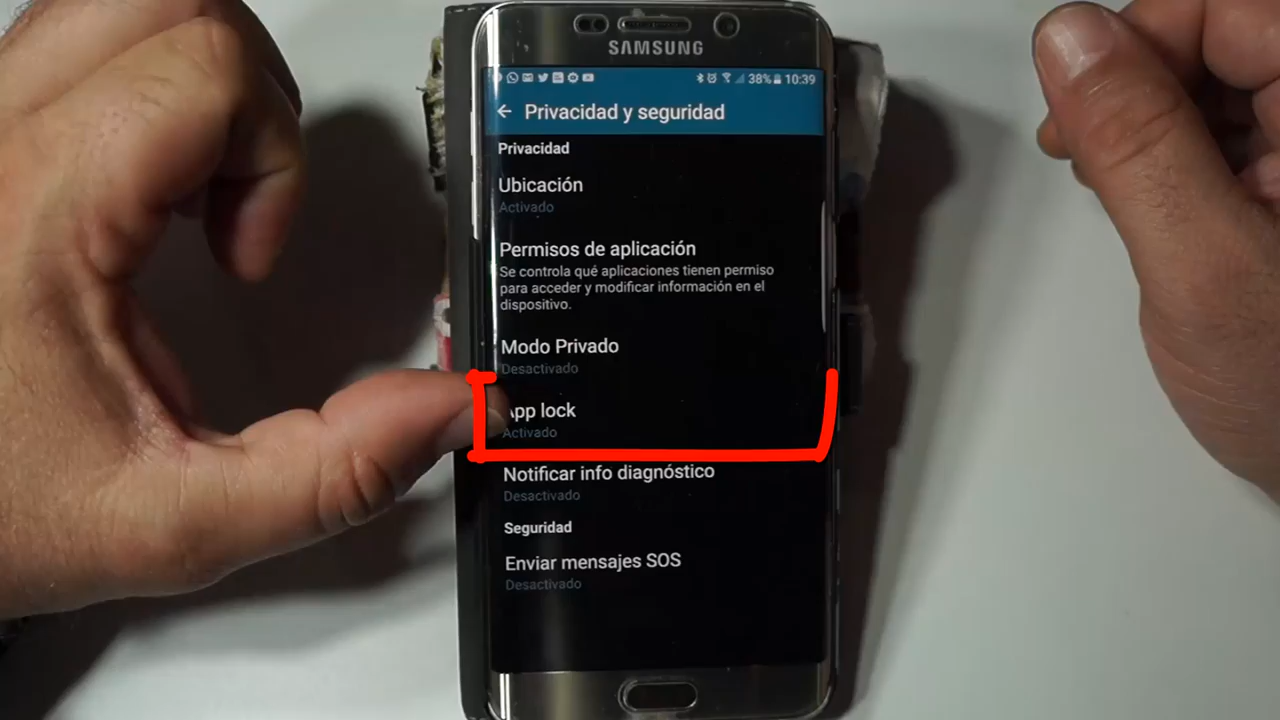 SAMSUNG
38% 10:39
Privacidad y seguridad
Privacidad
Ubicación
Activado
Permisos de aplicación
Se controla qué aplicaciones tienen permiso
para acceder y modificar información en el
dispositivo.
Modo Privado
Desactivado
App lock
Activado
Notificar info diagnóstico
Desactivado
Seguridad
Enviar mensajes SOS
Desactivado